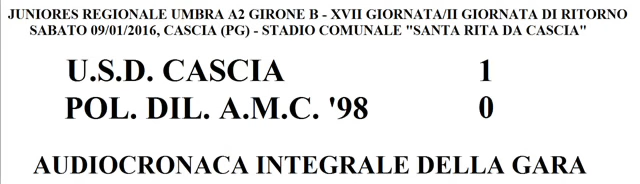 JUNIORES REGIONALE UMBRA A2 GIRONE B - XVII GIORNATA/II GIORNATA DI RITORNO
SABATO 09/01/2016, CASCIA (PG) - STADIO COMUNALE "SANTA RITA DA CASCIA"
U.S.D. CASCIA 1
POL. DIL. A.M.C. '98 0
AUDIOCRONACA INTEGRALE DELLA GARA